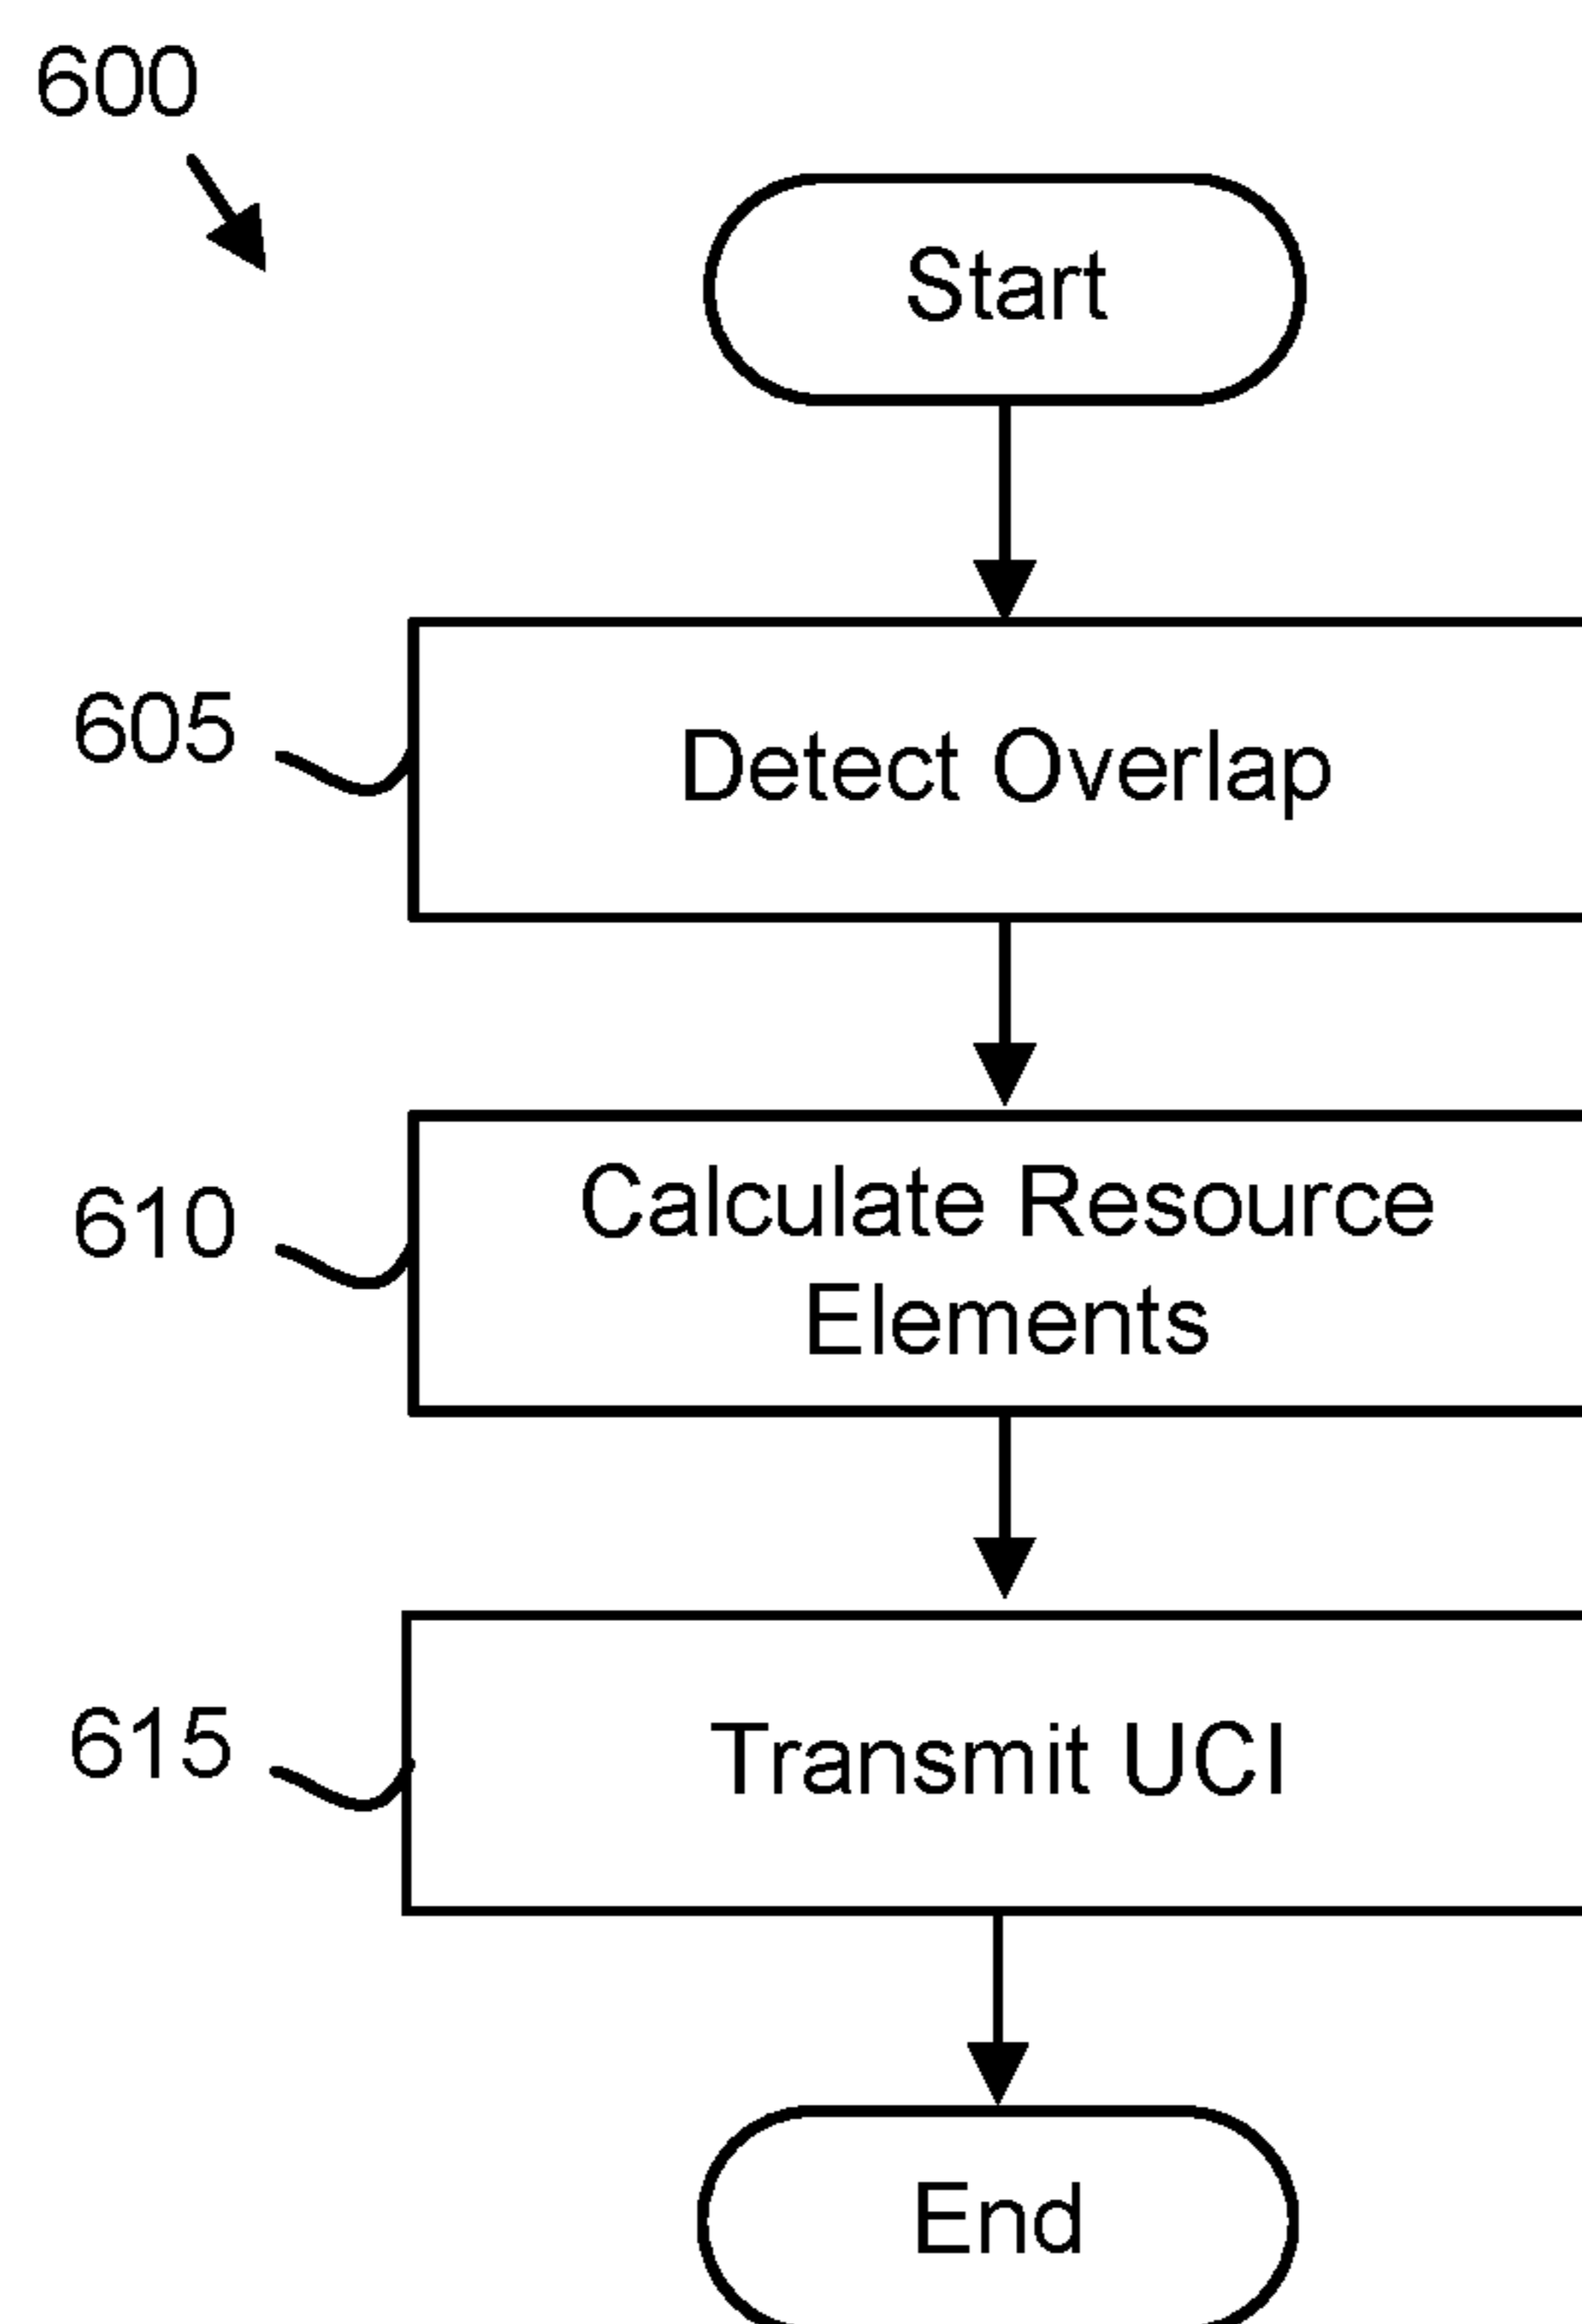 600
Start
605
Detect Overlap
610
Calculate Resource
Elements
615
Transmit UCI
End